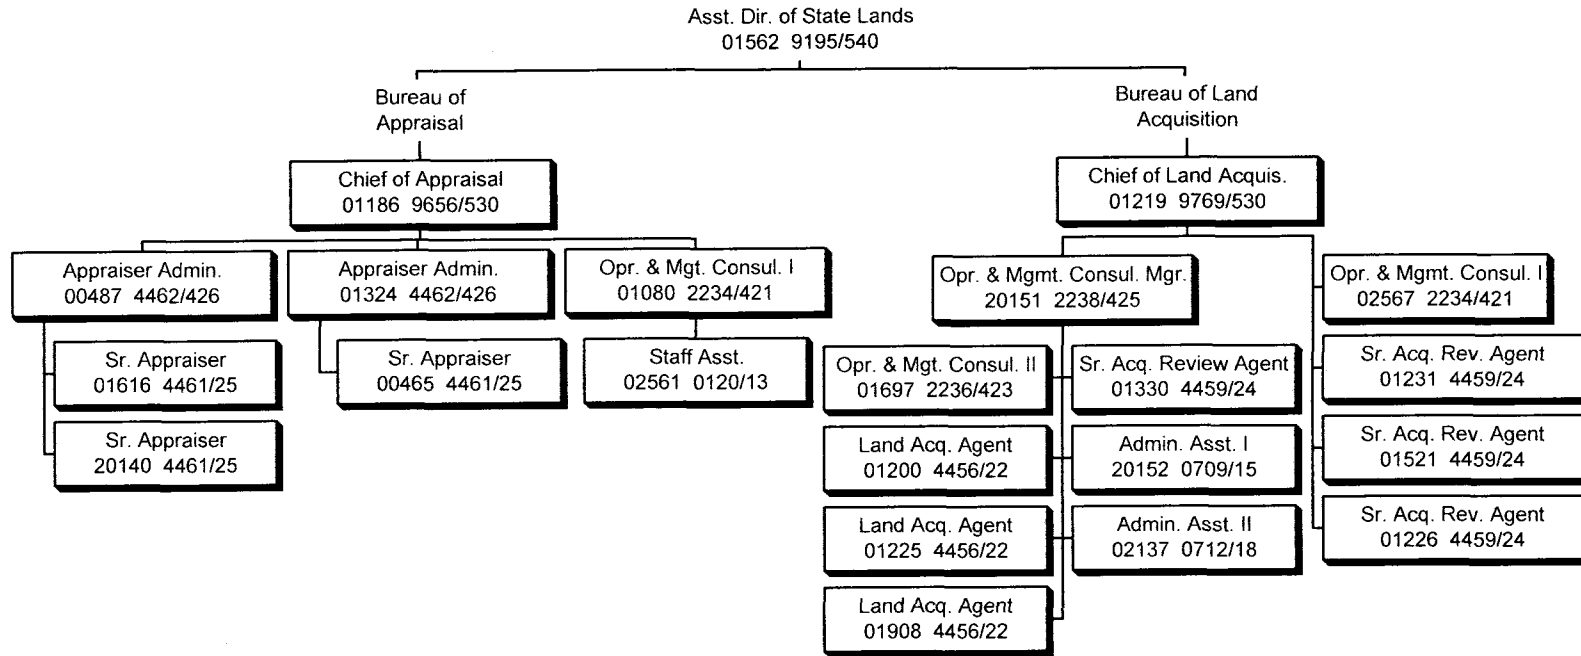 Asst. Dir. of State Lands
01562 9195/540
Bureau of
Appraisal
Bureau of Land
Acquisition
Chief of Appraisal
01186 9656/530
Chief of Land Acquis.
01219 9769/530
Appraiser Admin.
00487 4462/426
Appraiser Admin.
01324 4462/426
Opr. & Mgt. Consul. I
01080 2234/421
Opr. & Mgmt. Consul. Mgr.
20151 2238/425
Opr. & Mgmt. Consul. I
02567 2234/421
Sr. Appraiser
01616 4461/25
Sr. Appraiser
00465 4461/25
Staff Asst.
02561 0120/13
Opr. & Mgt. Consul. II
01697 2236/423
Sr. Acq. Review Agent
01330 4459/24
Sr. Acq. Rev. Agent
01231 4459/24
Sr. Appraiser
20140 4461/25
Land Acq. Agent
01200 4456/22
Admin. Asst. I
20152 0709/15
Sr. Acq. Rev. Agent
01521 4459/24
Land Acq. Agent
01225 4456/22
Admin. Asst. II
02137 0712/18
Sr. Acq. Rev. Agent
01226 4459/24
Land Acq. Agent
01908 4456/22